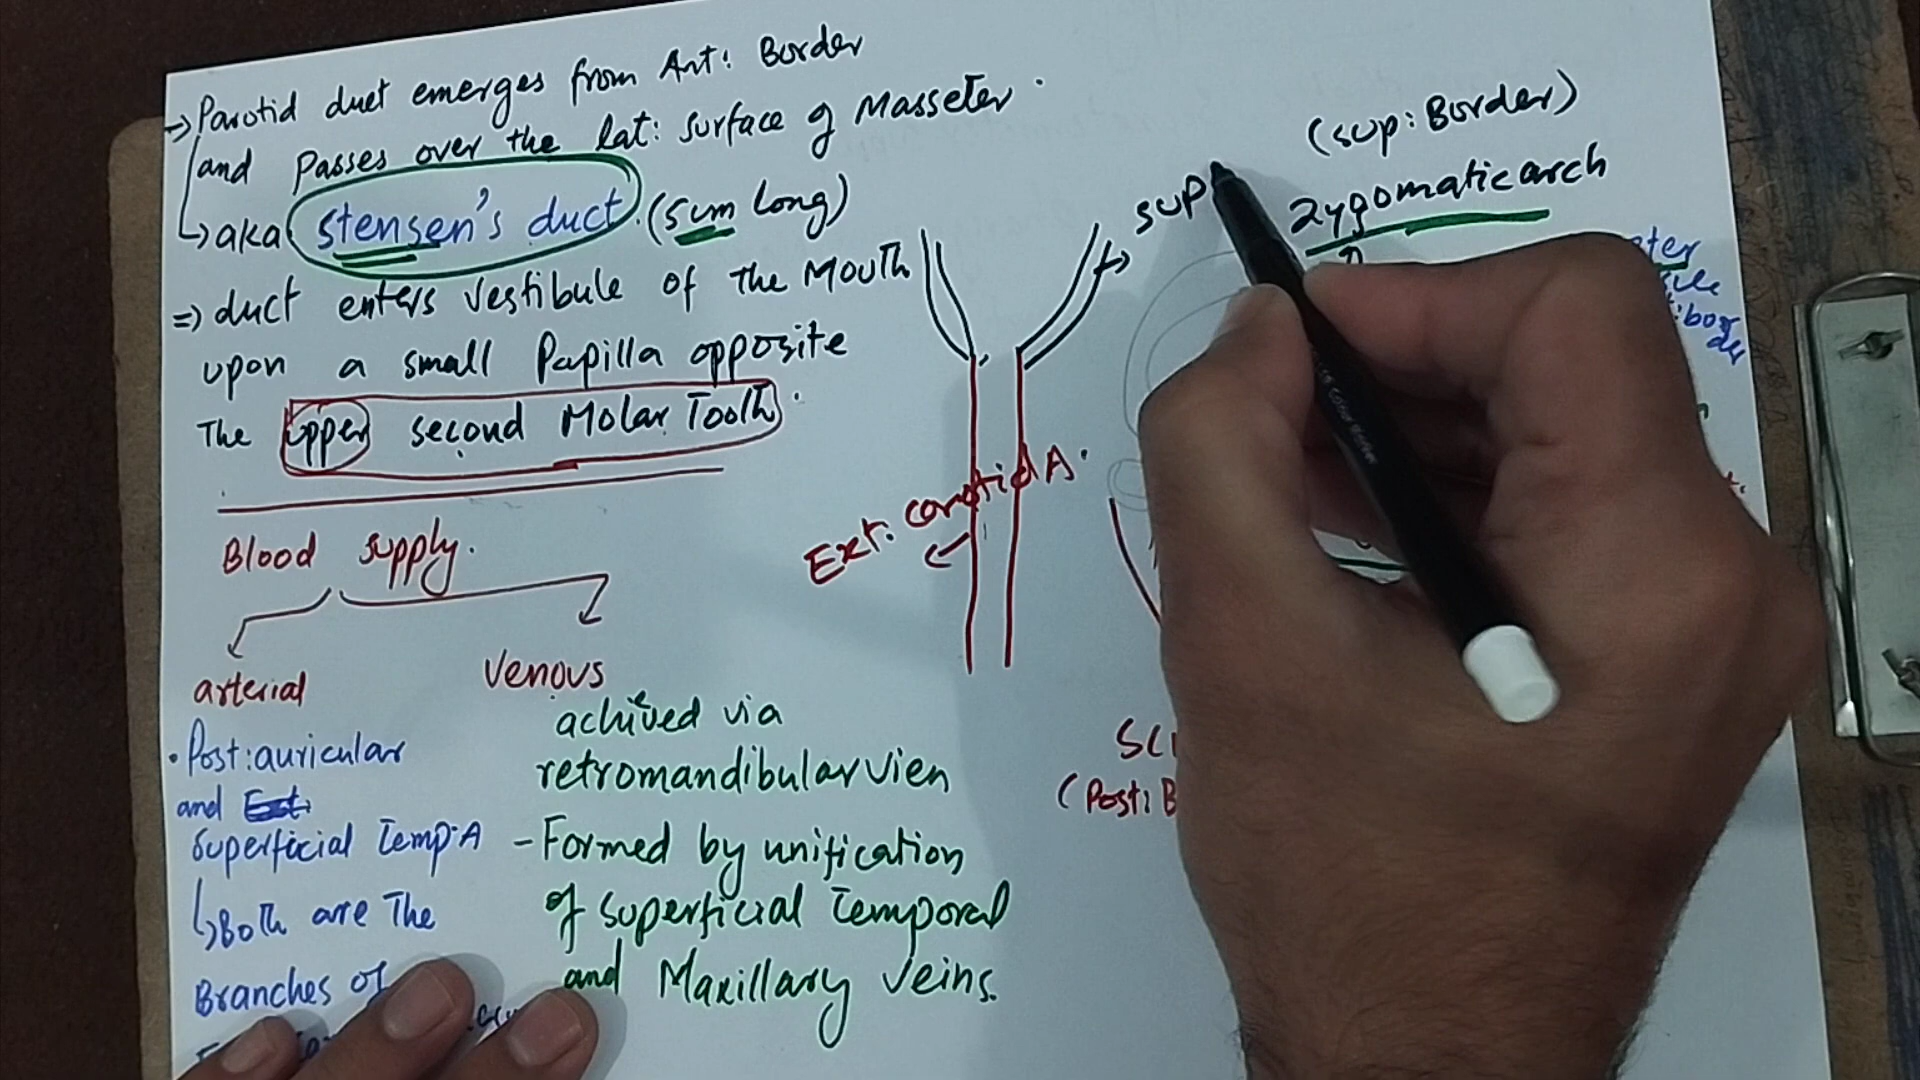 → Parotid duct emerges from Ant: Border
and Passes over the lat: surface of Masseter.
↳ aka stensen's duct. (5cm long)
⇒ duct enters vestibule of the Mouth
upon a small Papilla opposite
The upper second Molar Tooth.
Blood supply.
arterial
• Post: auricular
and Ext:
superficial Temp: A
↳ Both are The
Branches of
Venous
achieved via
retromandibular vien
- Formed by unification
of superficial Temporal
and Maxillary veins.
Ext: carotid A.
sup
(sup: Border)
Zygomatic arch
(Post: B